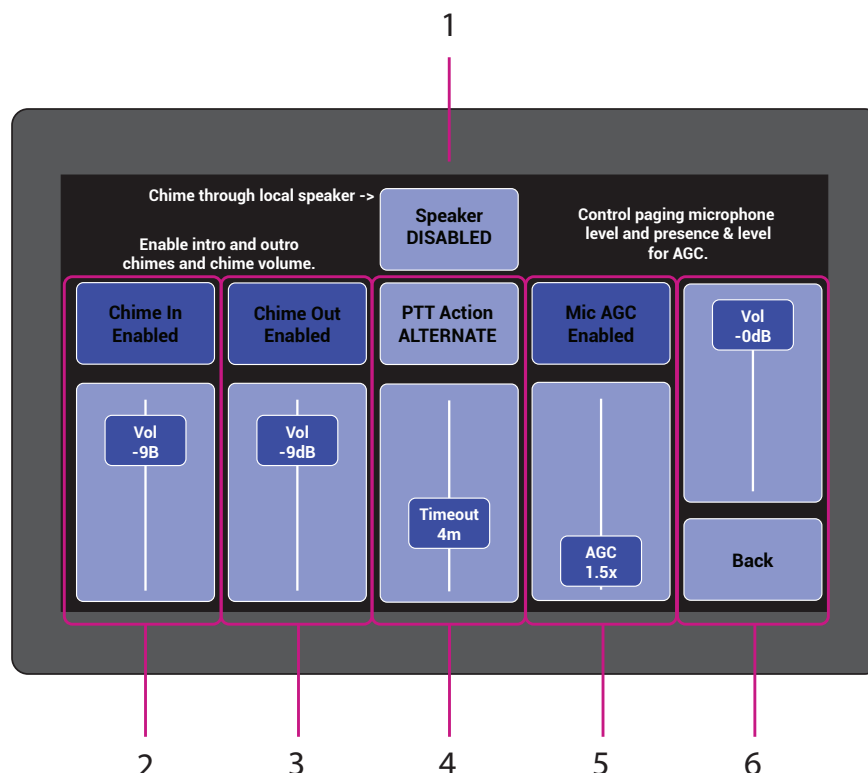 1
Chime through local speaker ->
Speaker
DISABLED
Control paging microphone
level and presence & level
for AGC.
Enable intro and outro
chimes and chime volume.
Chime In
Enabled
Chime Out
Enabled
PTT Action
ALTERNATE
Mic AGC
Enabled
Vol
-0dB
Vol
-9B
Vol
-9dB
Timeout
4m
AGC
1.5x
Back
2
3
4
5
6